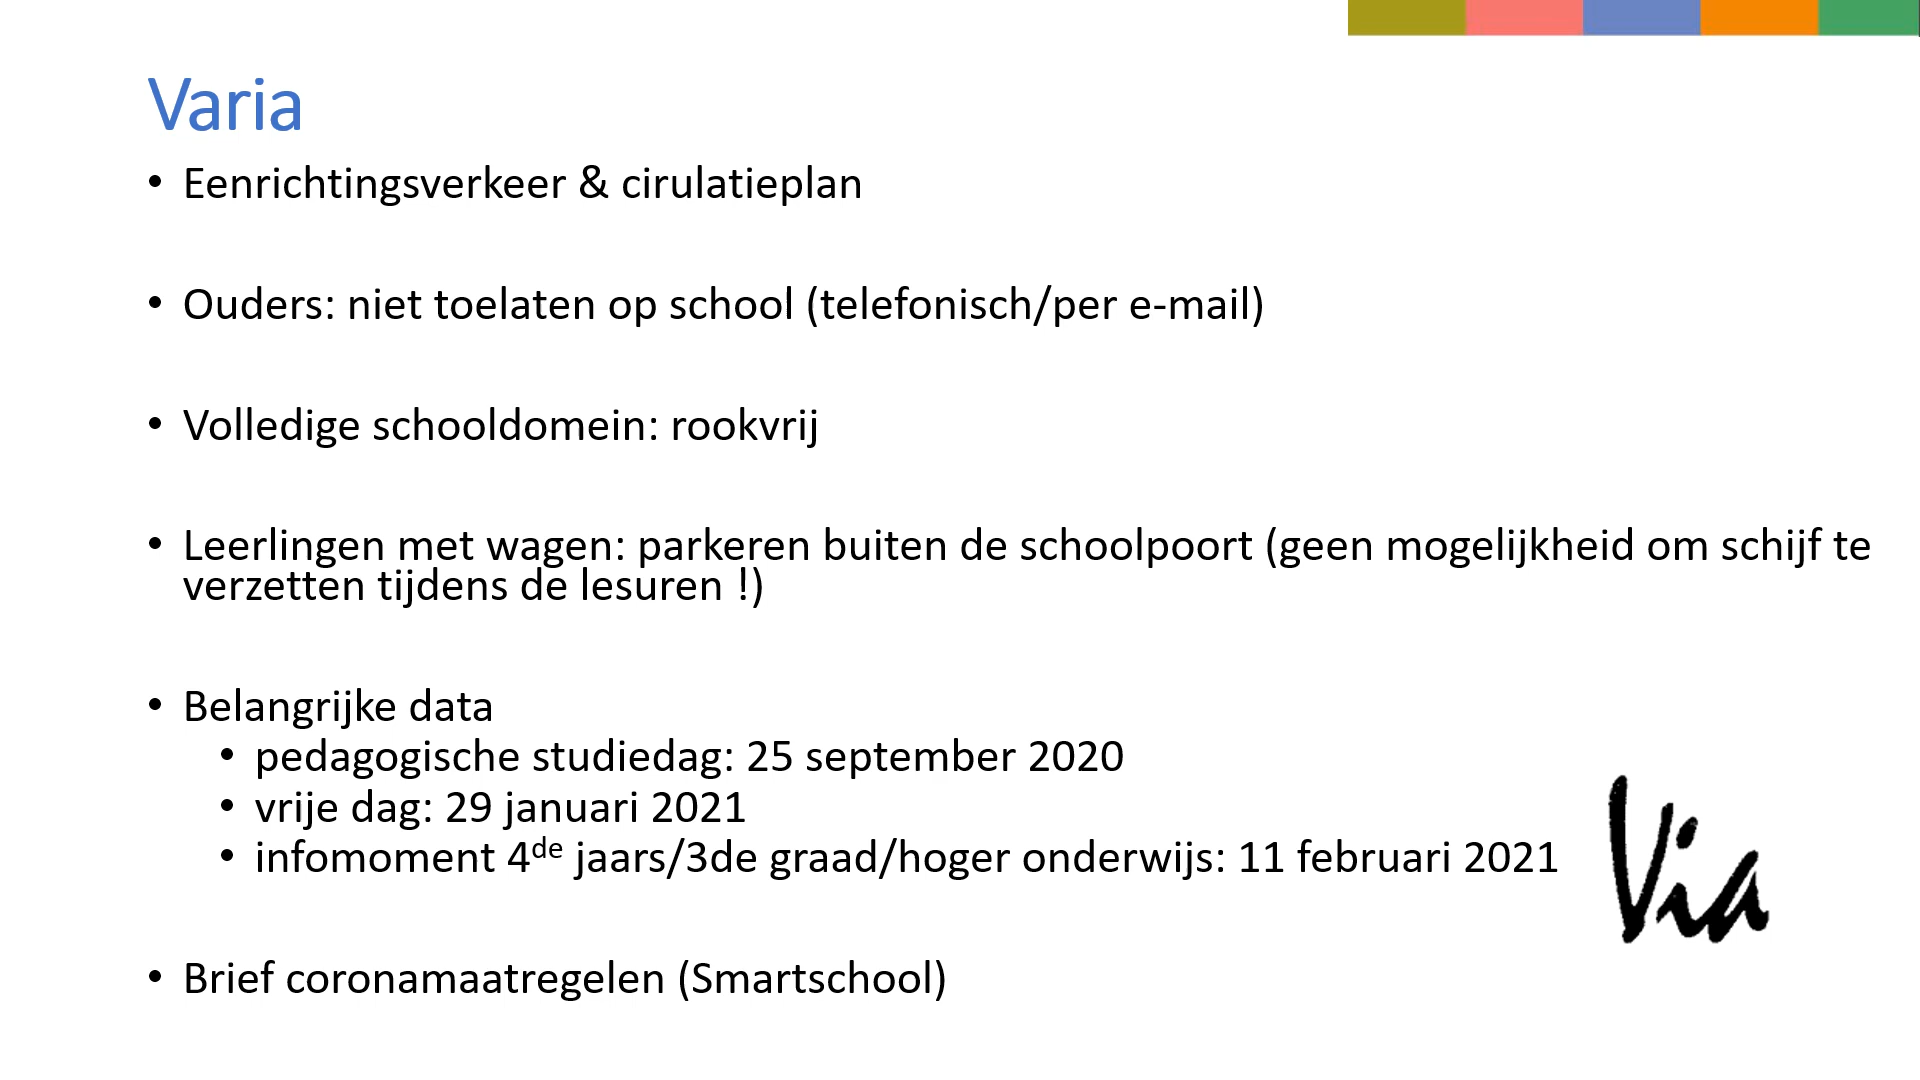 Varia
• Eenrichtingsverkeer & cirulatieplan
• Ouders: niet toelaten op school (telefonisch/per e-mail)
• Volledige schooldomein: rookvrij
• Leerlingen met wagen: parkeren buiten de schoolpoort (geen mogelijkheid om schijf te
verzetten tijdens de lesuren !)
• Belangrijke data
• pedagogische studiedag: 25 september 2020
• vrije dag: 29 januari 2021
• infomoment 4de jaars/3de graad/hoger onderwijs: 11 februari 2021
Via
• Brief coronamaatregelen (Smartschool)